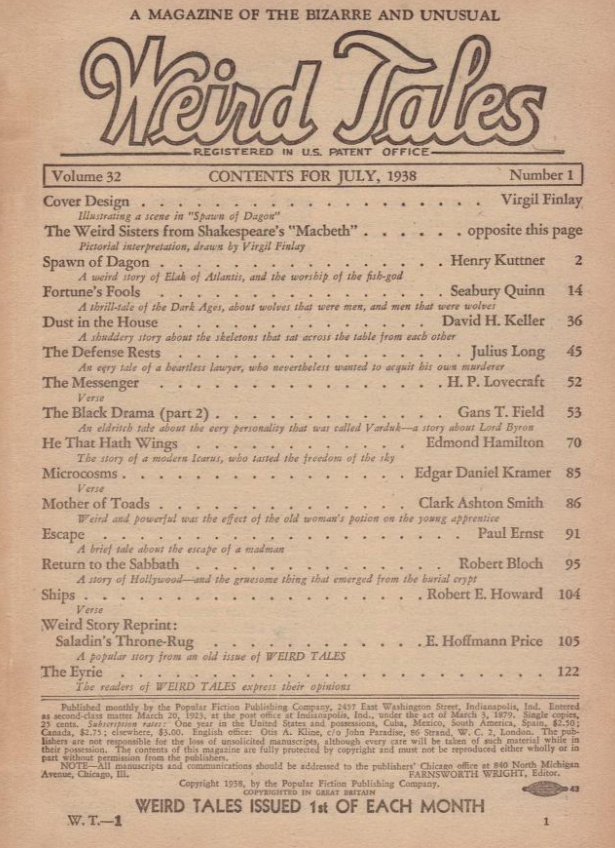 A MAGAZINE OF THE BIZARRE AND UNUSUAL
Weird Tales
REGISTERED IN U.S. PATENT OFFICE
Volume 32 CONTENTS FOR JULY, 1938 Number 1
Cover Design . . . . . . . . . . . . . . . . . . . . Virgil Finlay
Illustrating a scene in "Spawn of Dagon"
The Weird Sisters from Shakespeare's "Macbeth" . . . . . . opposite this page
Pictorial interpretation, drawn by Virgil Finlay
Spawn of Dagon . . . . . . . . . . . . . . . . Henry Kuttner 2
A weird story of Elak of Atlantis, and the worship of the fish-god
Fortune's Fools . . . . . . . . . . . . . . . . Seabury Quinn 14
A thrill-tale of the Dark Ages, about wolves that were men, and men that were wolves
Dust in the House . . . . . . . . . . . . . . . David H. Keller 36
A shuddery story about the skeletons that sat across the table from each other
The Defense Rests . . . . . . . . . . . . . . . . Julius Long 45
An eery tale of a heartless lawyer, who nevertheless wanted to acquit his own murderer
The Messenger . . . . . . . . . . . . . . . . H. P. Lovecraft 52
Verse
The Black Drama (part 2) . . . . . . . . . . . . . Gans T. Field 53
An eldritch tale about the eery personality that was called Varduk—a story about Lord Byron
He That Hath Wings . . . . . . . . . . . . . Edmond Hamilton 70
The story of a modern Icarus, who tasted the freedom of the sky
Microcosms . . . . . . . . . . . . . . . Edgar Daniel Kramer 85
Verse
Mother of Toads . . . . . . . . . . . . . . Clark Ashton Smith 86
Weird and powerful was the effect of the old woman's potion on the young apprentice
Escape . . . . . . . . . . . . . . . . . . . . Paul Ernst 91
A brief tale about the escape of a madman
Return to the Sabbath . . . . . . . . . . . . . . Robert Bloch 95
A story of Hollywood—and the gruesome thing that emerged from the burial crypt
Ships . . . . . . . . . . . . . . . . . . . Robert E. Howard 104
Verse
Weird Story Reprint:
Saladin's Throne-Rug . . . . . . . . . . . E. Hoffmann Price 105
A popular story from an old issue of WEIRD TALES
The Eyrie . . . . . . . . . . . . . . . . . . . . . . . 122
The readers of WEIRD TALES express their opinions
Published monthly by the Popular Fiction Publishing Company, 2457 East Washington Street, Indianapolis, Ind. Entered
as second-class matter March 20, 1923, at the post office at Indianapolis, Ind., under the act of March 3, 1879. Single copies,
25 cents. Subscription rates: One year in the United States and possessions, Cuba, Mexico, South America, Spain, $2.50;
Canada, $2.75; elsewhere, $3.00. English office: Otis A. Kline, c/o John Paradise, 86 Strand, W. C. 2, London. The pub-
lishers are not responsible for the loss of unsolicited manuscripts, although every care will be taken of such material while in
their possession. The contents of this magazine are fully protected by copyright and must not be reproduced either wholly or in
part without permission from the publishers.
NOTE—All manuscripts and communications should be addressed to the publishers' Chicago office at 840 North Michigan
Avenue, Chicago, Ill. FARNSWORTH WRIGHT, Editor.
Copyright 1938, by the Popular Fiction Publishing Company.
COPYRIGHTED IN GREAT BRITAIN
43
WEIRD TALES ISSUED 1st OF EACH MONTH
W. T.—1 1